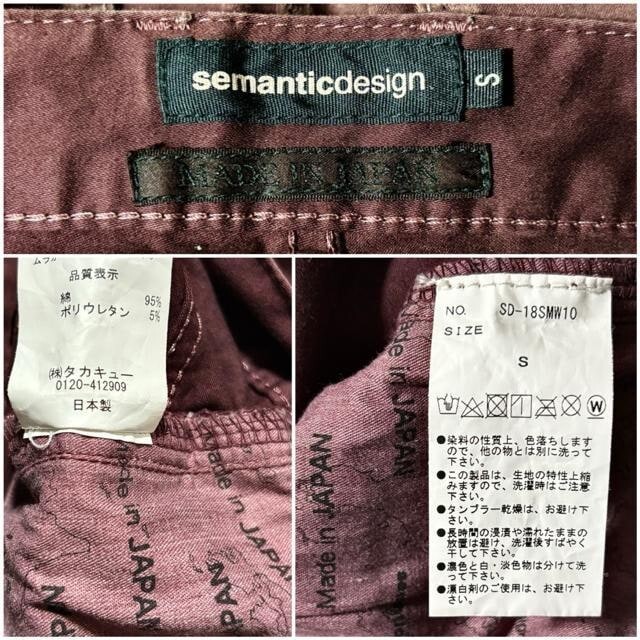 semanticdesign
S
MADE IN JAPAN
品質表示
綿 95%
ポリウレタン 5%
(株)タカキュー
0120-412909
日本製
Made in JAPAN
Made in JAPAN
NO. SD-18SMW10
SIZE
S
W
●染料の性質上、色落ちします
ので、他の物とは別に洗って
下さい。
●この製品は、生地の特性上縮
みますので、洗濯時はご注意
下さい。
●タンブラー乾燥は、お避け下
さい。
●長時間の浸漬や濡れたままの
放置は避け、洗濯後すばやく
干して下さい。
●濃色と白・淡色物は分けて洗
って下さい。
●漂白剤のご使用は、お避け下
さい。
made in JAPAN
Made in JAPAN